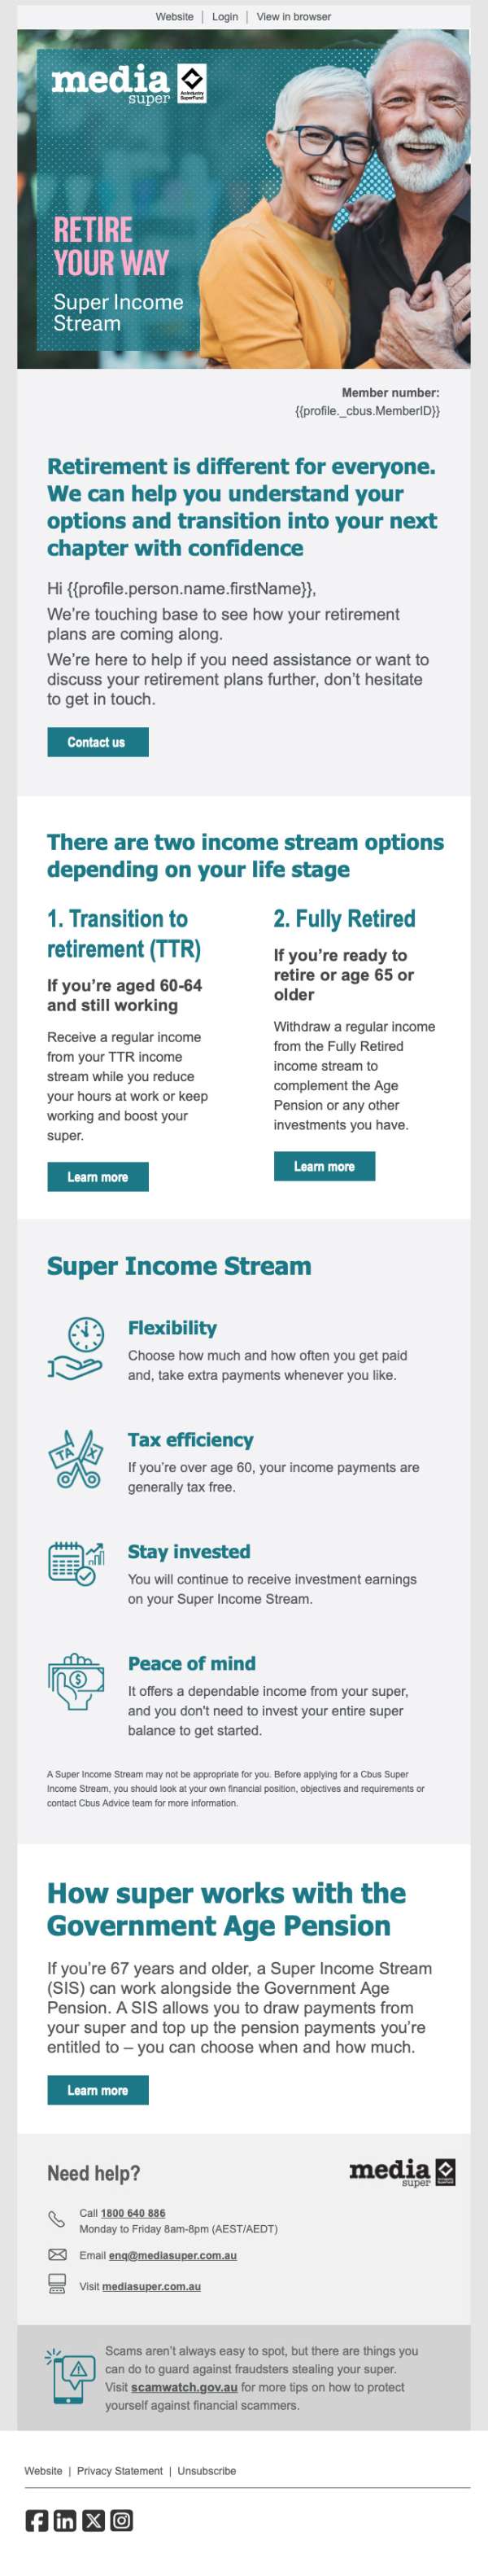 Website | Login | View in browser
media
super
An Industry
SuperFund
RETIRE
YOUR WAY
Super Income
Stream
Member number:
{{profile._cbus.MemberID}}
Retirement is different for everyone.
We can help you understand your
options and transition into your next
chapter with confidence
Hi {{profile.person.name.firstName}},
We're touching base to see how your retirement
plans are coming along.
We're here to help if you need assistance or want to
discuss your retirement plans further, don't hesitate
to get in touch.
Contact us
There are two income stream options
depending on your life stage
1. Transition to
retirement (TTR)
If you're aged 60-64
and still working
Receive a regular income
from your TTR income
stream while you reduce
your hours at work or keep
working and boost your
super.
Learn more
2. Fully Retired
If you're ready to
retire or age 65 or
older
Withdraw a regular income
from the Fully Retired
income stream to
complement the Age
Pension or any other
investments you have.
Learn more
Super Income Stream
Flexibility
Choose how much and how often you get paid
and, take extra payments whenever you like.
TAX
Tax efficiency
If you're over age 60, your income payments are
generally tax free.
Stay invested
You will continue to receive investment earnings
on your Super Income Stream.
$
Peace of mind
It offers a dependable income from your super,
and you don't need to invest your entire super
balance to get started.
A Super Income Stream may not be appropriate for you. Before applying for a Cbus Super
Income Stream, you should look at your own financial position, objectives and requirements or
contact Cbus Advice team for more information.
How super works with the
Government Age Pension
If you're 67 years and older, a Super Income Stream
(SIS) can work alongside the Government Age
Pension. A SIS allows you to draw payments from
your super and top up the pension payments you're
entitled to – you can choose when and how much.
Learn more
Need help?
media
super
Call 1800 640 886
Monday to Friday 8am-8pm (AEST/AEDT)
Email enq@mediasuper.com.au
Visit mediasuper.com.au
Scams aren't always easy to spot, but there are things you
can do to guard against fraudsters stealing your super.
Visit scamwatch.gov.au for more tips on how to protect
yourself against financial scammers.
Website | Privacy Statement | Unsubscribe